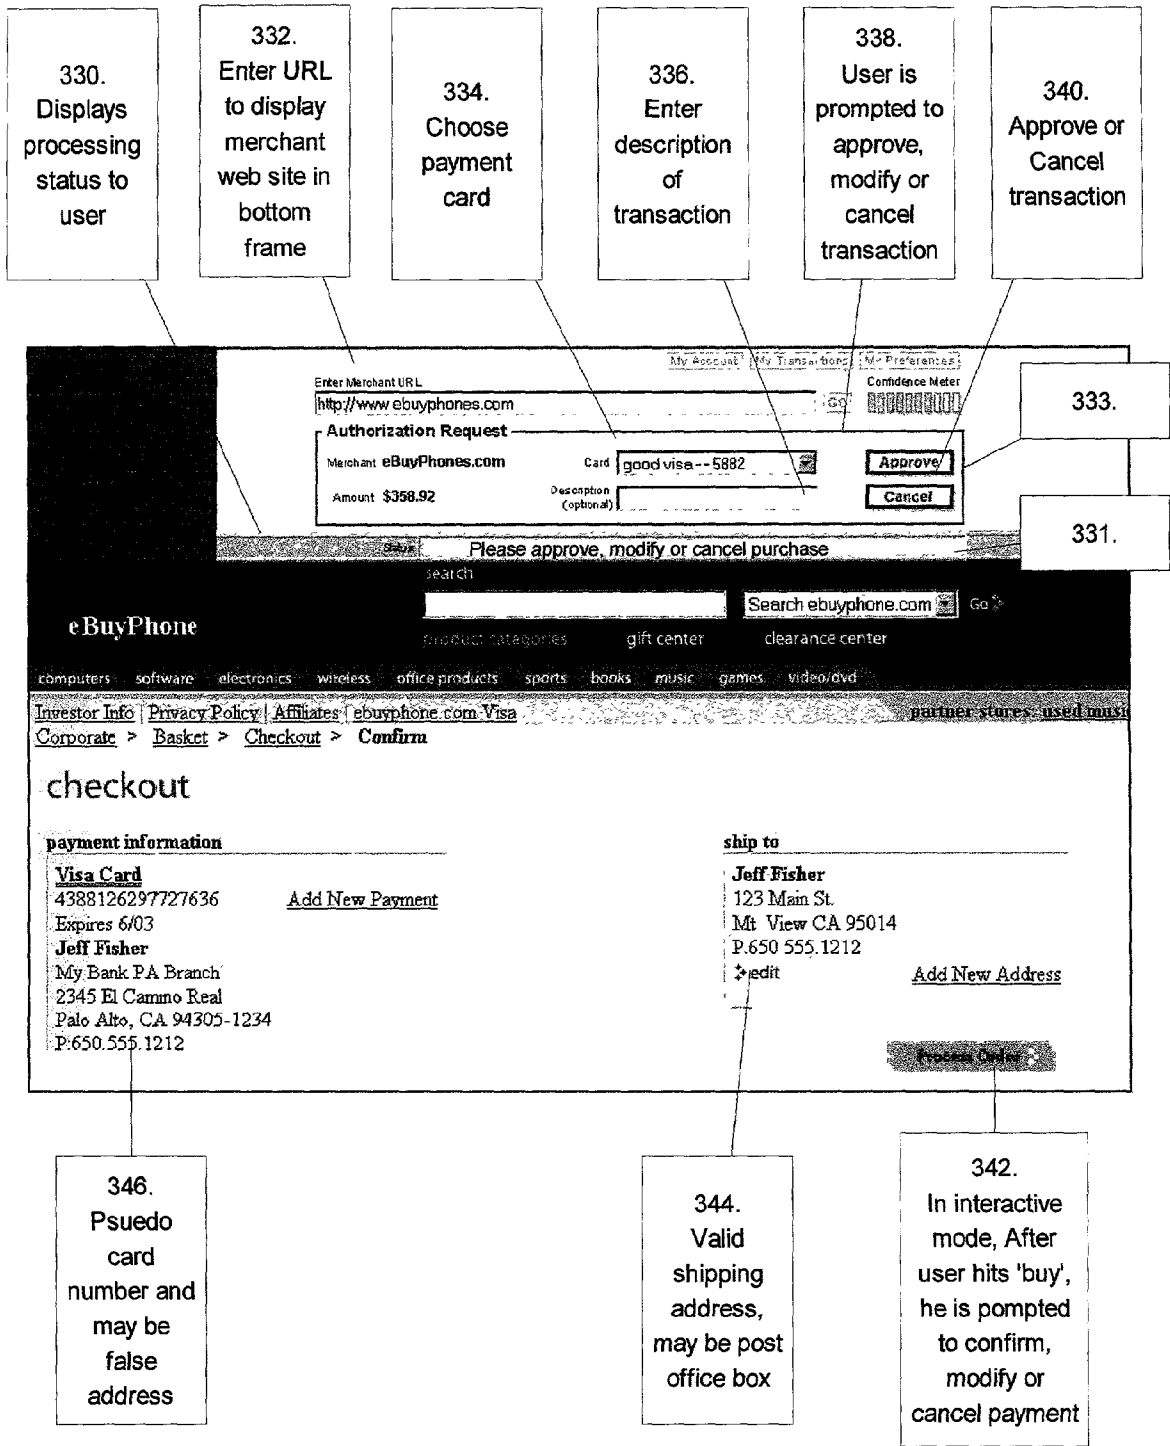 330.
Displays
processing
status to
user
332.
Enter URL
to display
merchant
web site in
bottom
frame
334.
Choose
payment
card
336.
Enter
description
of
transaction
338.
User is
prompted to
approve,
modify or
cancel
transaction
340.
Approve or
Cancel
transaction
My Account My Transactions My Preferences
Enter Merchant URL
Confidence Meter
http://www ebuyphones.com
GO
333.
Authorization Request
Merchant eBuyPhones.com
Card good visa--5882
Approve
Amount $358.92
Description
(optional)
Cancel
331.
Status Please approve, modify or cancel purchase
search
Search ebuyphone.com Go
eBuyPhone
product categories gift center clearance center
computers software electronics wireless office products sports books music games video/dvd
Investor Info | Privacy Policy | Affiliates | ebuyphone.com Visa
partner stores: used musi
Corporate > Basket > Checkout > Confirm
checkout
payment information
Visa Card
4388126297727636 Add New Payment
Expires 6/03
Jeff Fisher
My Bank PA Branch
2345 El Camino Real
Palo Alto, CA 94305-1234
P.650.555.1212
ship to
Jeff Fisher
123 Main St.
Mt View CA 95014
P.650 555.1212
edit Add New Address
Process Order
346.
Psuedo
card
number and
may be
false
address
344.
Valid
shipping
address,
may be post
office box
342.
In interactive
mode, After
user hits 'buy',
he is pompted
to confirm,
modify or
cancel payment